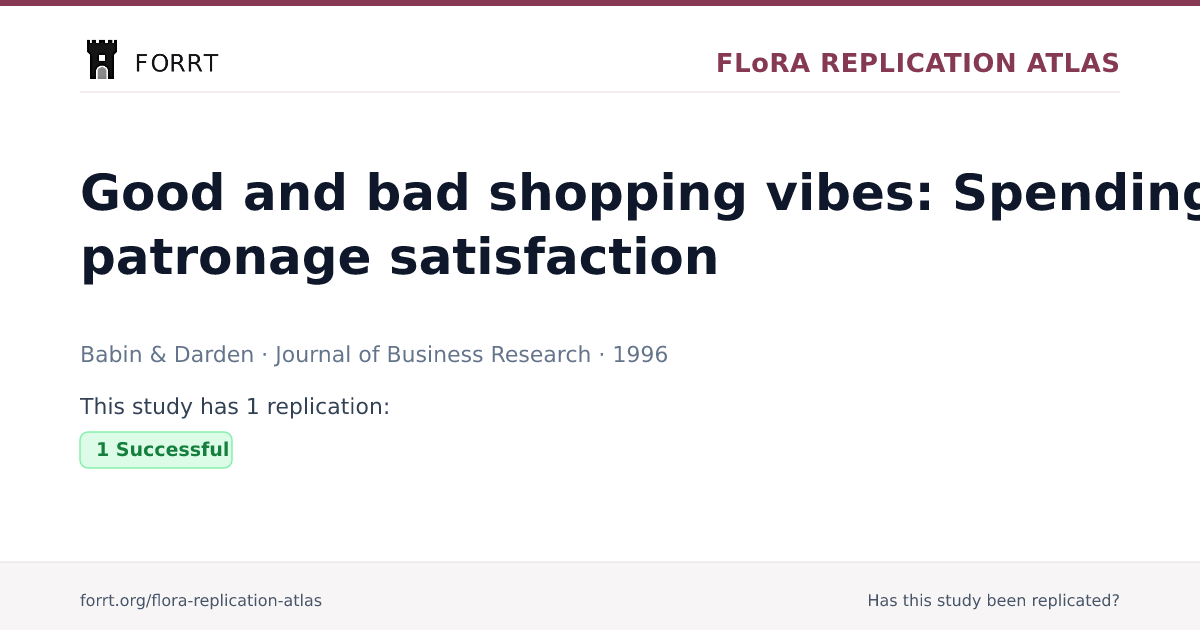 FORRT
FLoRA REPLICATION ATLAS
Good and bad shopping vibes: Spending
patronage satisfaction
Babin & Darden · Journal of Business Research · 1996
This study has 1 replication:
1 Successful
forrt.org/flora-replication-atlas
Has this study been replicated?